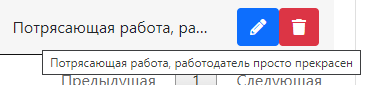 Потрясающая работа, ра...
Потрясающая работа, работодатель просто прекрасен
Предыдущая 1 Следующая